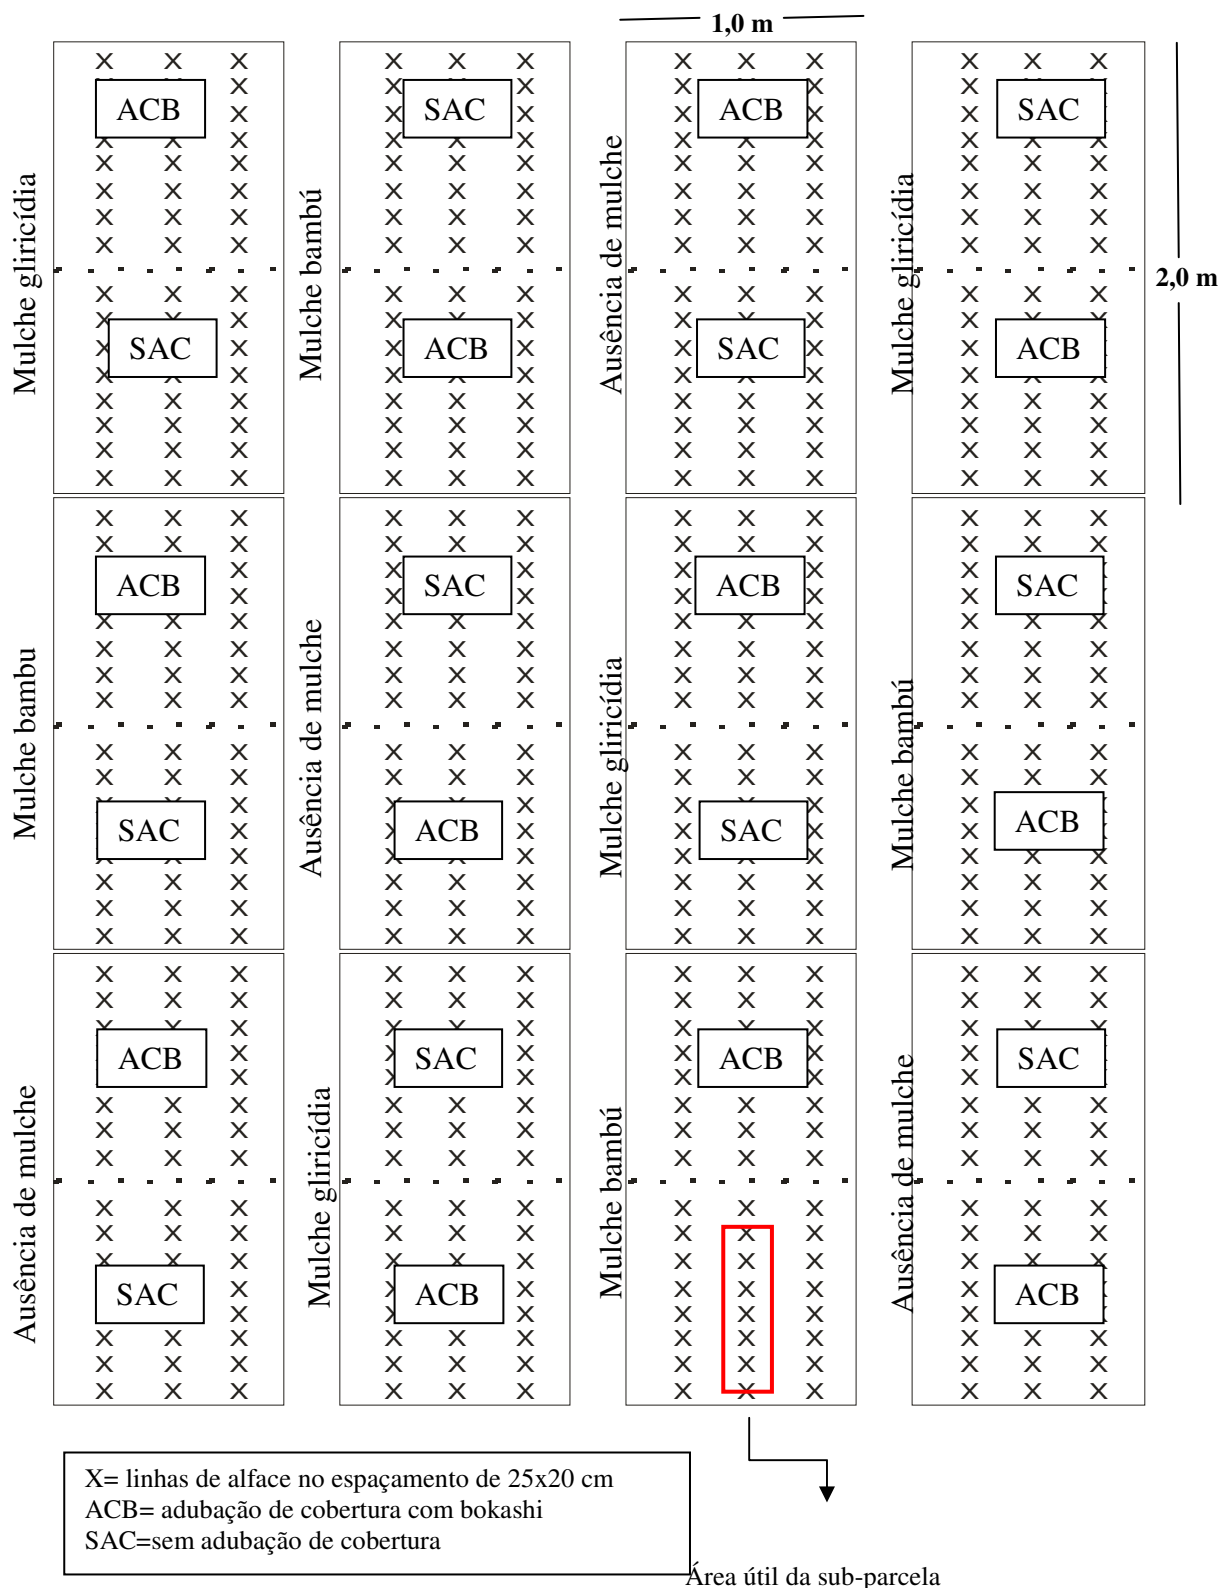 1,0 m
ACB
SAC
ACB
SAC
Mulche gliricídia
Mulche bambú
Ausência de mulche
Mulche gliricídia
2,0 m
SAC
ACB
SAC
ACB
ACB
SAC
ACB
SAC
Mulche bambu
Ausência de mulche
Mulche gliricídia
Mulche bambú
SAC
ACB
SAC
ACB
ACB
SAC
ACB
SAC
Ausência de mulche
Mulche gliricídia
Mulche bambú
Ausência de mulche
SAC
ACB
ACB
X= linhas de alface no espaçamento de 25x20 cm
ACB= adubação de cobertura com bokashi
SAC=sem adubação de cobertura
Área útil da sub-parcela